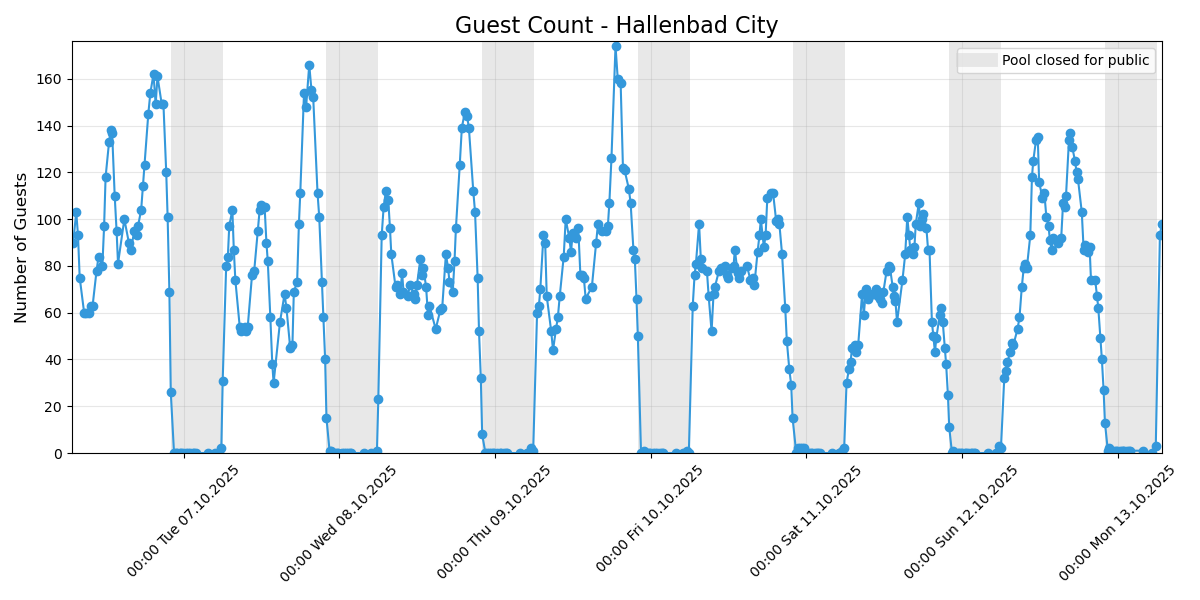 Guest Count - Hallenbad City
Pool closed for public
Number of Guests
160
140
120
100
80
60
40
20
0
00:00 Tue 07.10.2025
00:00 Wed 08.10.2025
00:00 Thu 09.10.2025
00:00 Fri 10.10.2025
00:00 Sat 11.10.2025
00:00 Sun 12.10.2025
00:00 Mon 13.10.2025